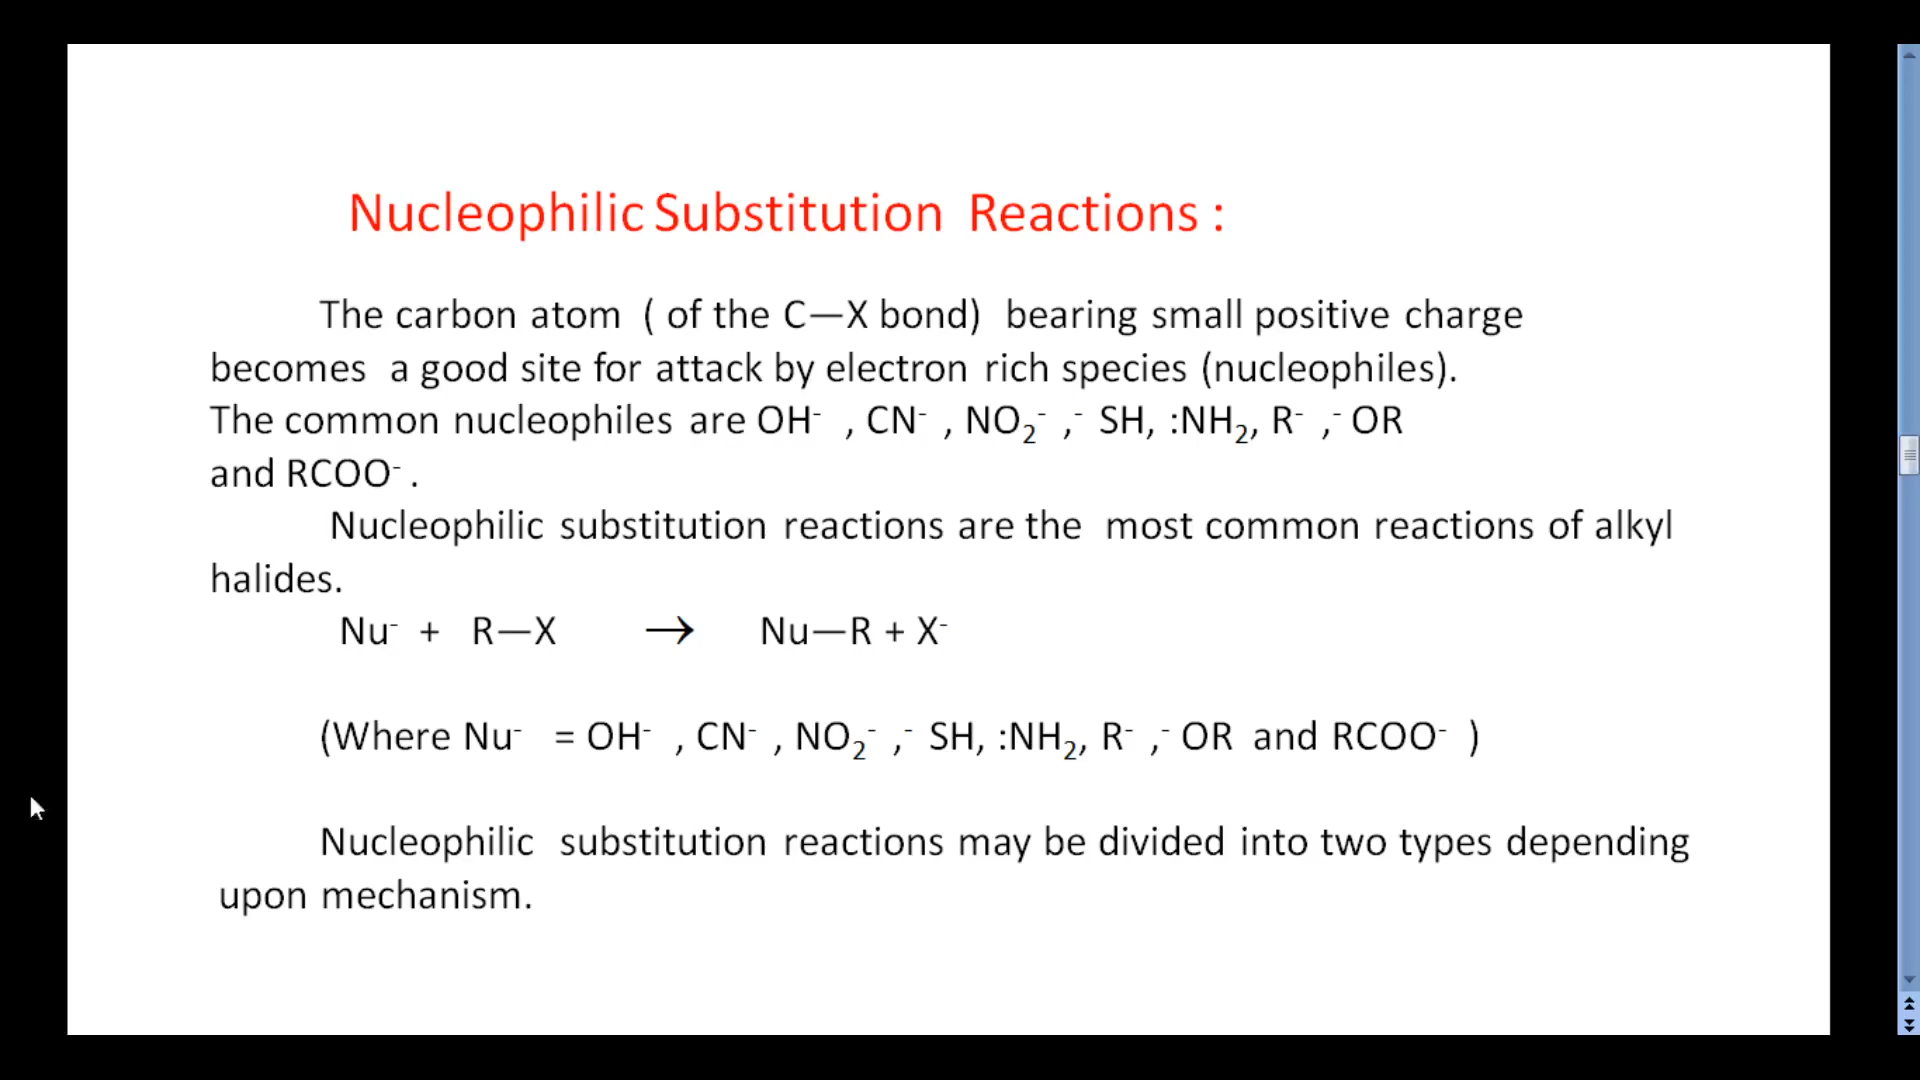 Nucleophilic Substitution Reactions :
The carbon atom ( of the C—X bond) bearing small positive charge
becomes a good site for attack by electron rich species (nucleophiles).
The common nucleophiles are OH⁻ , CN⁻ , NO₂⁻ ,⁻ SH, :NH₂, R⁻ ,⁻ OR
and RCOO⁻ .
Nucleophilic substitution reactions are the most common reactions of alkyl
halides.
Nu⁻ + R—X → Nu—R + X⁻
(Where Nu⁻ = OH⁻ , CN⁻ , NO₂⁻ ,⁻ SH, :NH₂, R⁻ ,⁻ OR and RCOO⁻ )
Nucleophilic substitution reactions may be divided into two types depending
upon mechanism.